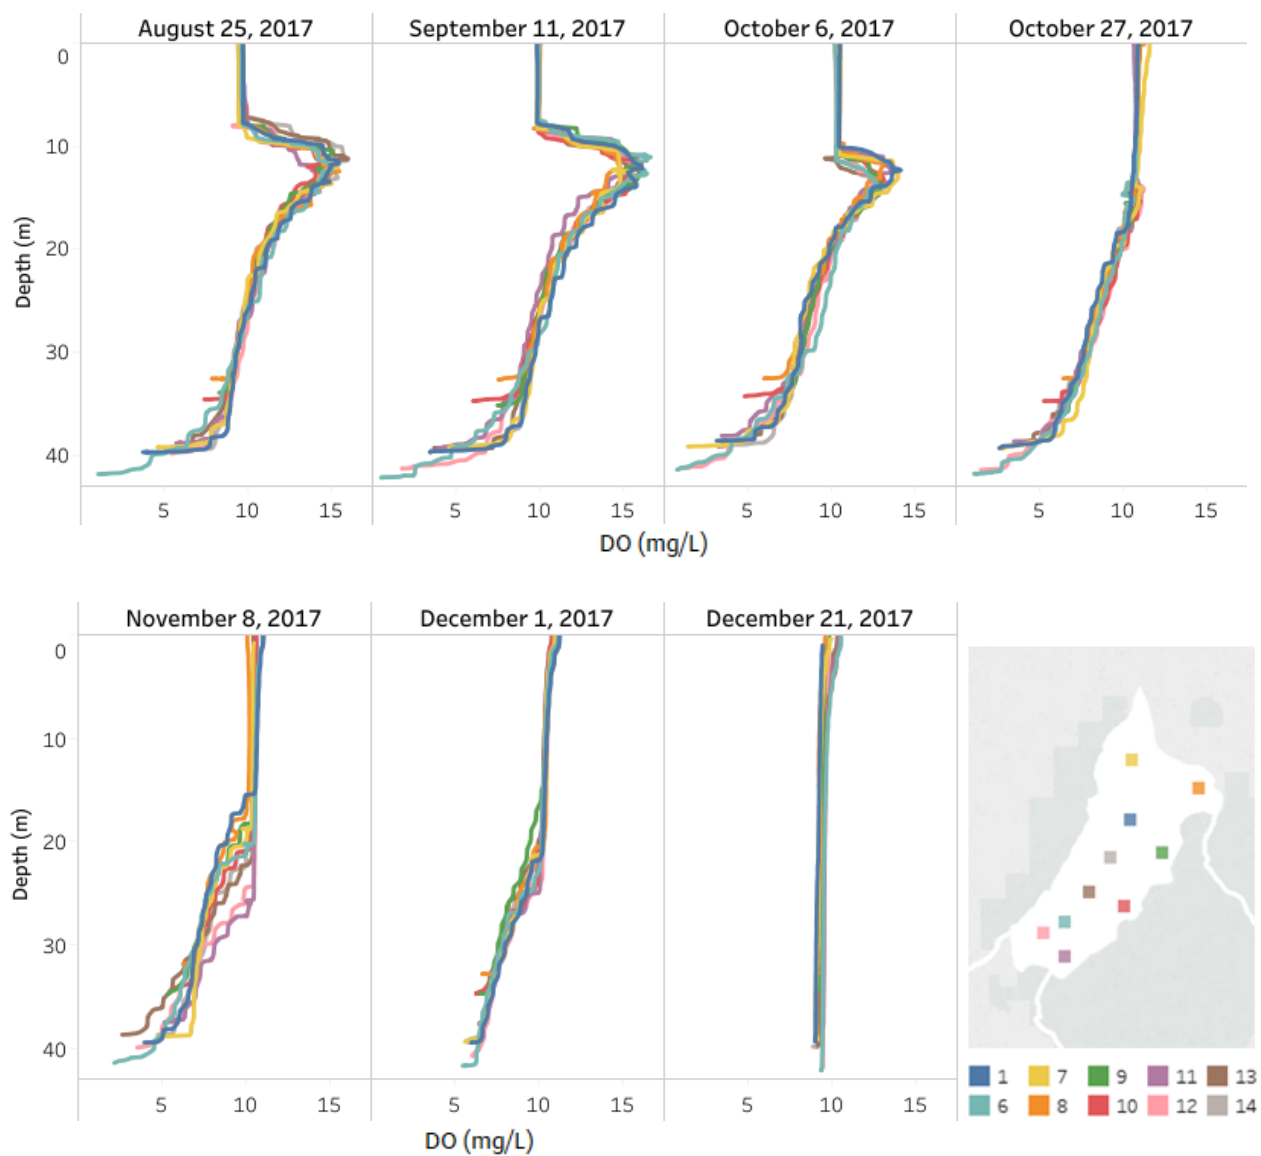 August 25, 2017 September 11, 2017 October 6, 2017 October 27, 2017
0
10
20
30
40
Depth (m)
5 10 15 5 10 15 5 10 15 5 10 15
DO (mg/L)
November 8, 2017 December 1, 2017 December 21, 2017
0
10
20
30
40
Depth (m)
5 10 15 5 10 15 5 10 15
DO (mg/L)
1 7 9 11 13
6 8 10 12 14